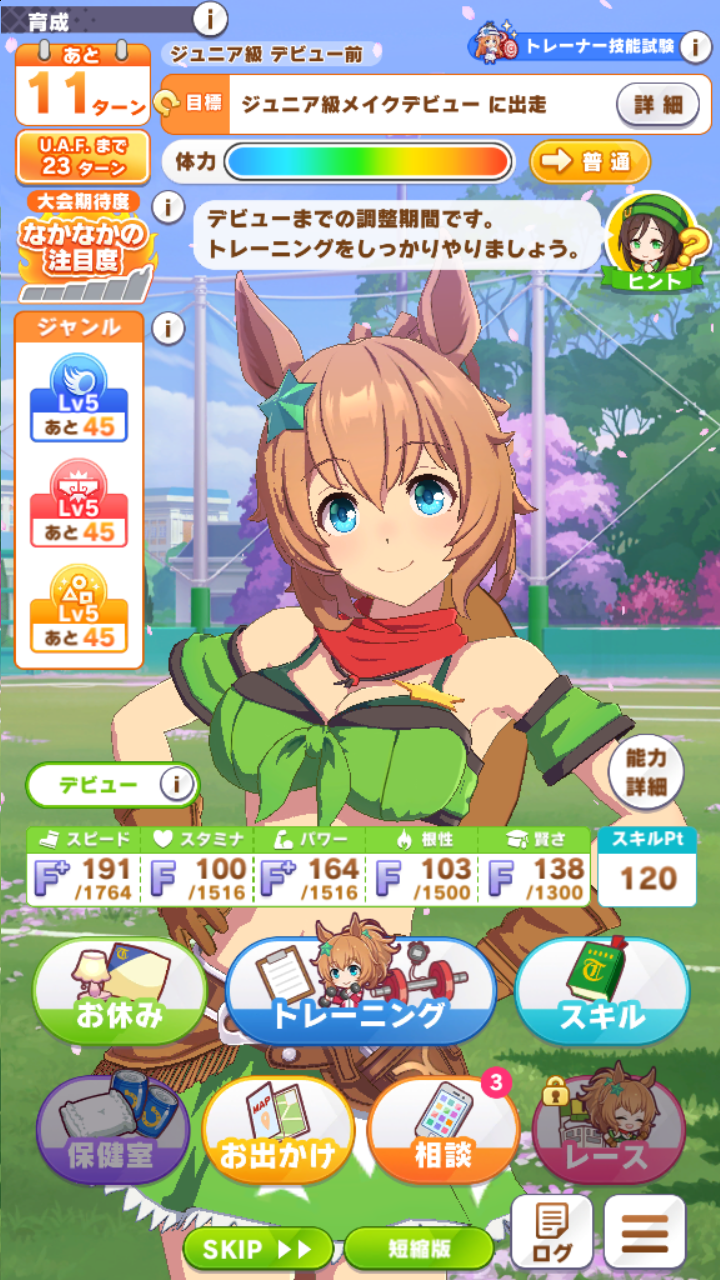 育成
i
あと
11ターン
ジュニア級 デビュー前
トレーナー技能試験
i
目標
ジュニア級メイクデビュー に出走
詳細
U.A.F. まで
23 ターン
体力
普通
大会期待度
i
なかなかの
注目度
デビューまでの調整期間です。
トレーニングをしっかりやりましょう。
ヒント
ジャンル
i
Lv5
あと45
Lv5
あと45
Lv5
あと45
デビュー
i
能力
詳細
スピード
スタミナ
パワー
根性
賢さ
スキルPt
F+ 191
/1764
F 100
/1516
F+ 164
/1516
F 103
/1500
F 138
/1300
120
お休み
トレーニング
スキル
保健室
MAP
お出かけ
相談
3
レース
SKIP
短縮版
ログ